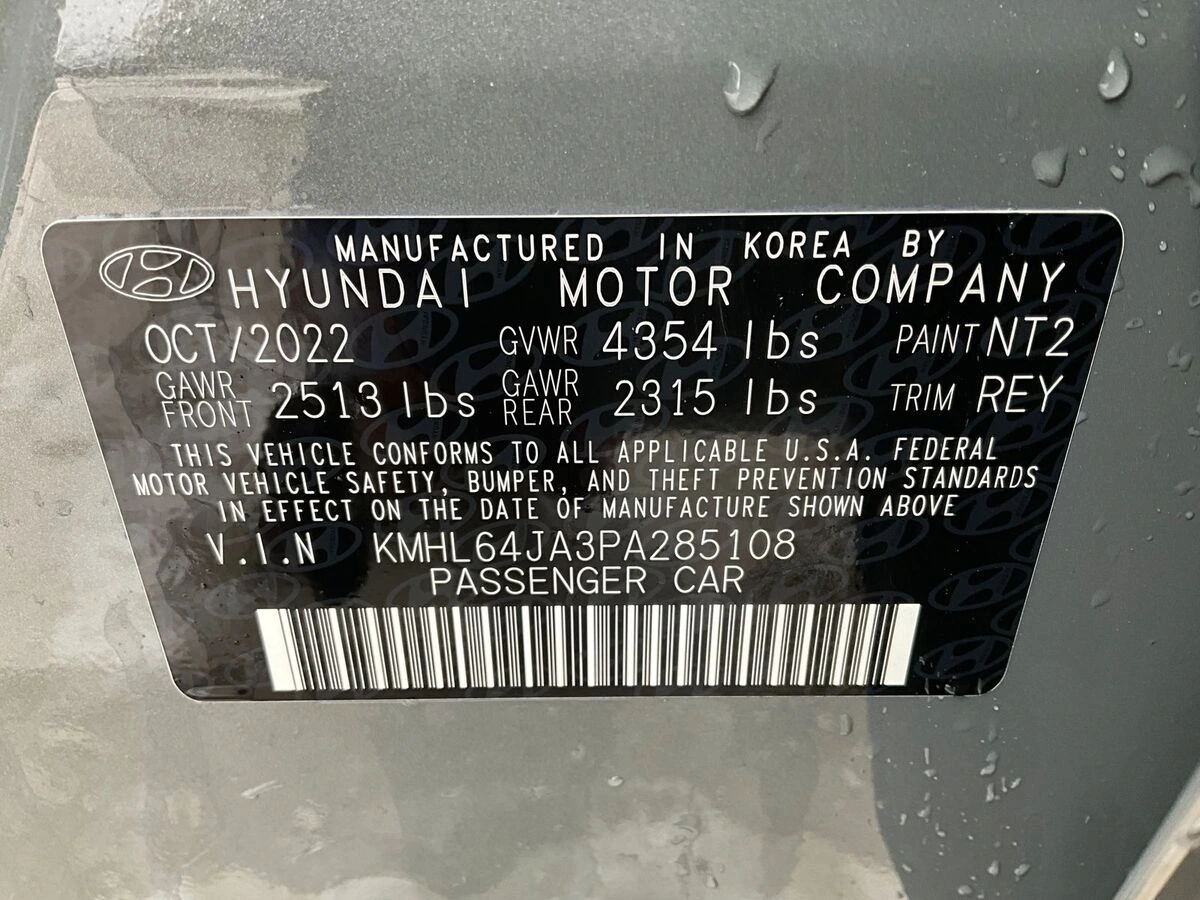 MANUFACTURED IN KOREA BY
HYUNDAI MOTOR COMPANY
OCT/2022 GVWR 4354 lbs PAINT NT2
GAWR FRONT 2513 lbs GAWR REAR 2315 lbs TRIM REY
THIS VEHICLE CONFORMS TO ALL APPLICABLE U.S.A. FEDERAL
MOTOR VEHICLE SAFETY, BUMPER, AND THEFT PREVENTION STANDARDS
IN EFFECT ON THE DATE OF MANUFACTURE SHOWN ABOVE
V.I.N KMHL64JA3PA285108
PASSENGER CAR